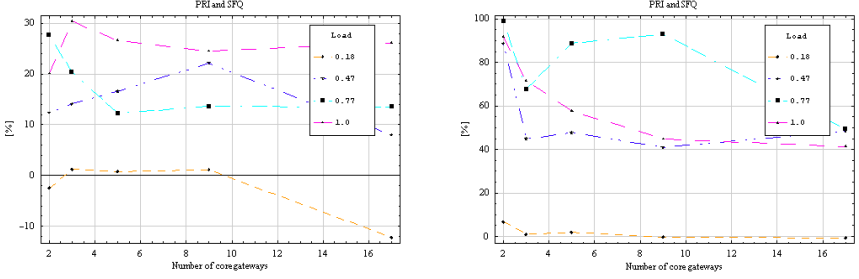 PRI and SFQ
30
20
10
0
-10
[%]
2 4 6 8 10 12 14 16
Number of core gateways
Load
0.18
0.47
0.77
1.0
PRI and SFQ
100
80
60
40
20
0
[%]
2 4 6 8 10 12 14 16
Number of core gateways
Load
0.18
0.47
0.77
1.0